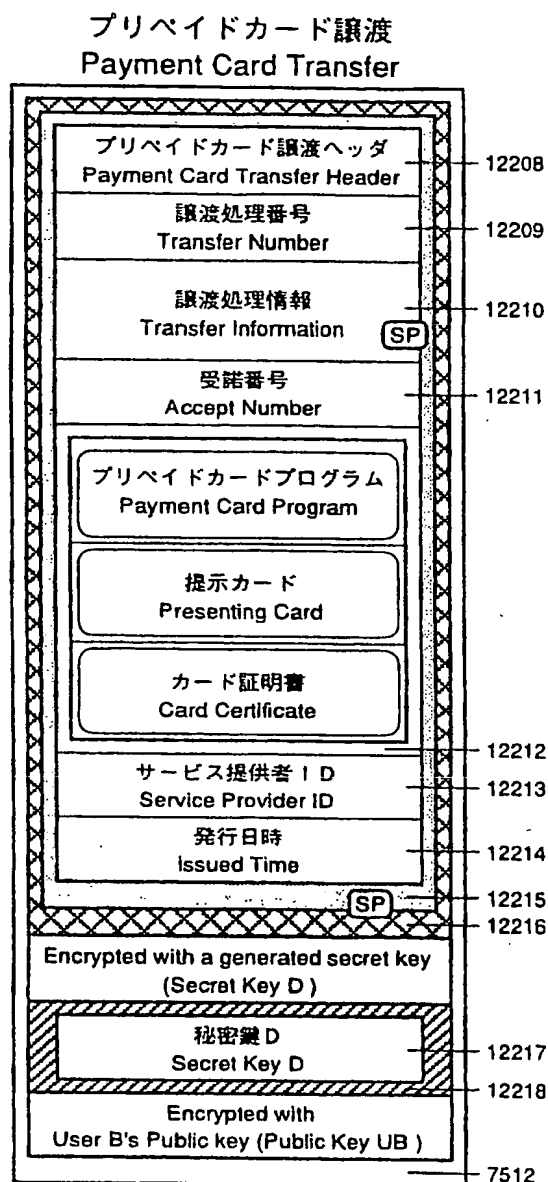 プリペイドカード譲渡
Payment Card Transfer
プリペイドカード譲渡ヘッダ
Payment Card Transfer Header
12208
譲渡処理番号
Transfer Number
12209
譲渡処理情報
Transfer Information
12210
SP
受諾番号
Accept Number
12211
プリペイドカードプログラム
Payment Card Program
提示カード
Presenting Card
カード証明書
Card Certificate
12212
サービス提供者ID
Service Provider ID
12213
発行日時
Issued Time
12214
SP
12215
12216
Encrypted with a generated secret key
(Secret Key D )
秘密鍵D
Secret Key D
12217
12218
Encrypted with
User B's Public key (Public Key UB )
7512